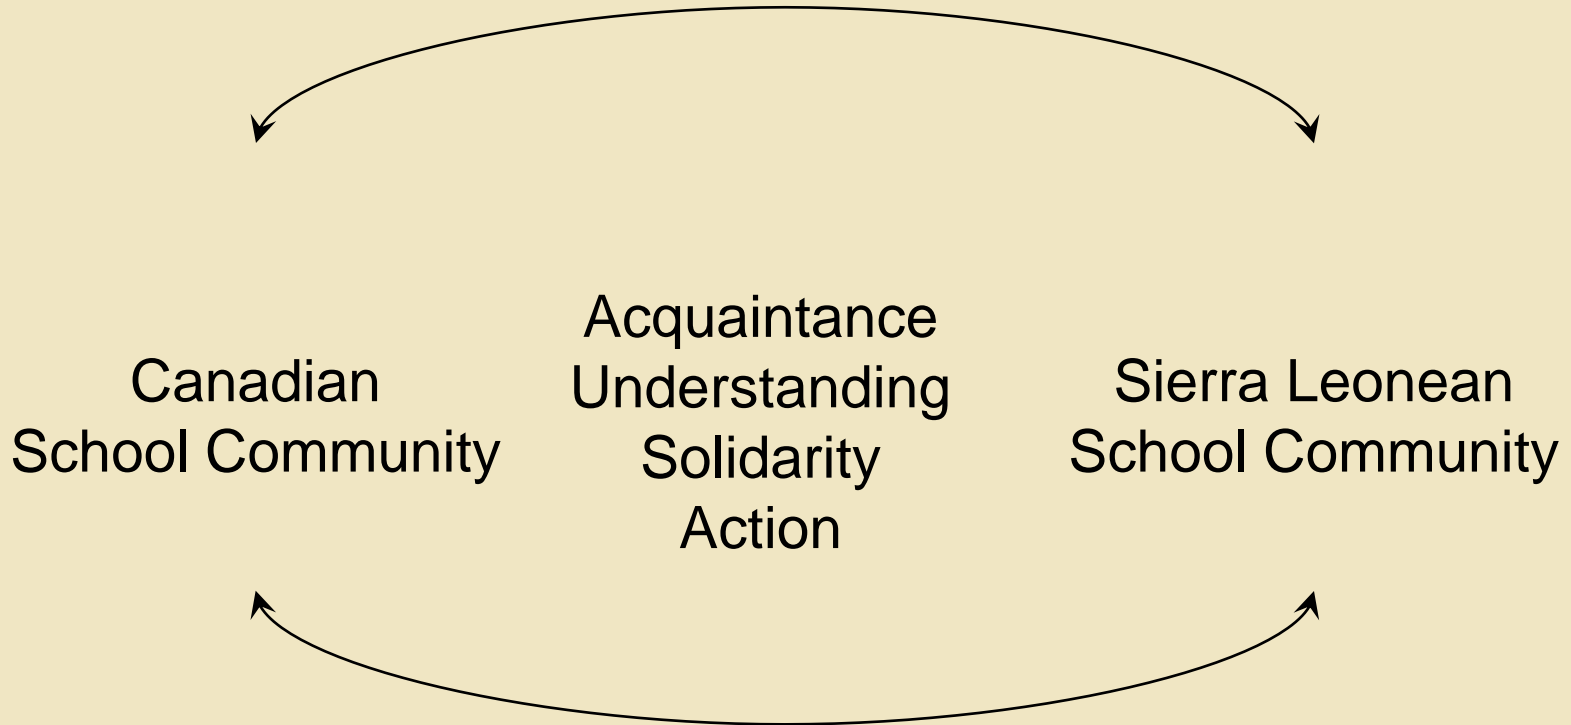 Canadian
School Community
Acquaintance
Understanding
Solidarity
Action
Sierra Leonean
School Community